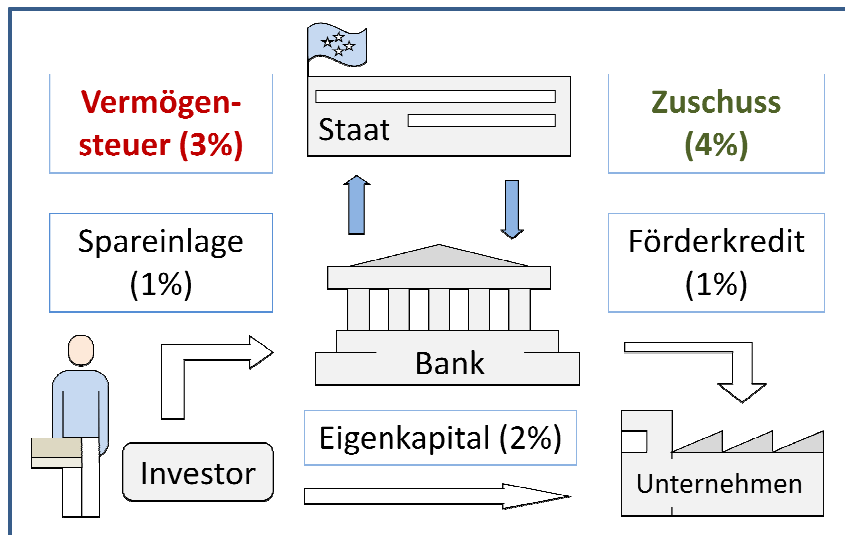 Vermögen-
steuer (3%)
Staat
Zuschuss
(4%)
Spareinlage
(1%)
Förderkredit
(1%)
Bank
Eigenkapital (2%)
Investor
Unternehmen